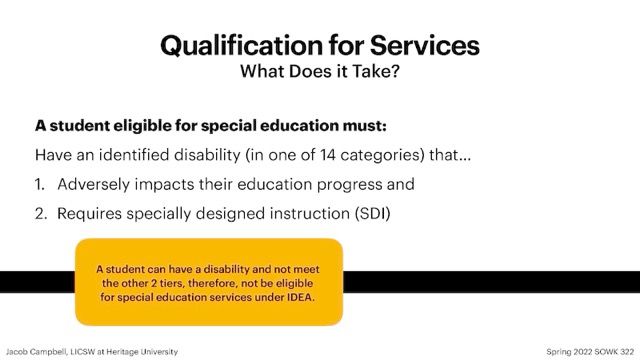 Qualification for Services
What Does it Take?
A student eligible for special education must:
Have an identified disability (in one of 14 categories) that...
1. Adversely impacts their education progress and
2. Requires specially designed instruction (SDI)
A student can have a disability and not meet
the other 2 tiers, therefore, not be eligible
for special education services under IDEA.
Jacob Campbell, LICSW at Heritage University
Spring 2022 SOWK 322